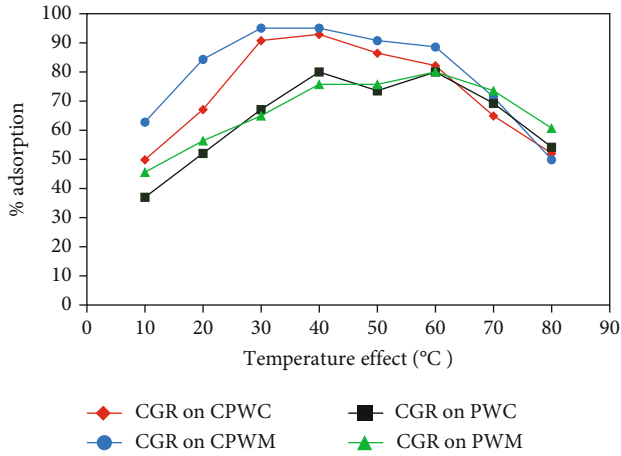 % adsorption
100
90
80
70
60
50
40
30
20
10
0
0 10 20 30 40 50 60 70 80 90
Temperature effect (°C )
CGR on CPWC CGR on PWC
CGR on CPWM CGR on PWM